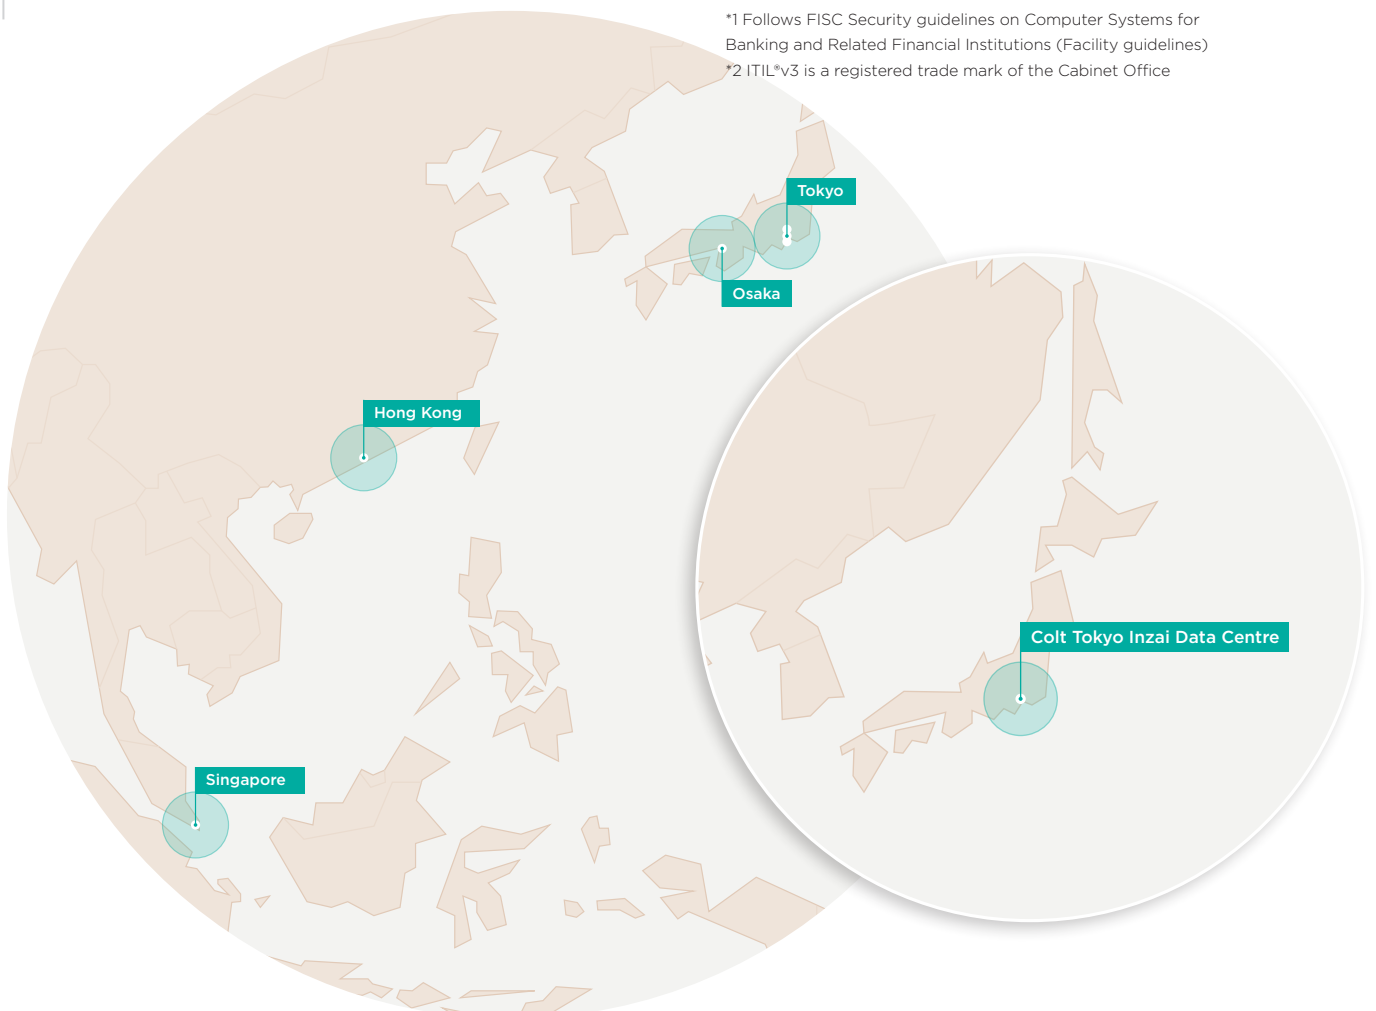 *1 Follows FISC Security guidelines on Computer Systems for
Banking and Related Financial Institutions (Facility guidelines)
*2 ITIL®v3 is a registered trade mark of the Cabinet Office
Tokyo
Osaka
Hong Kong
Colt Tokyo Inzai Data Centre
Singapore